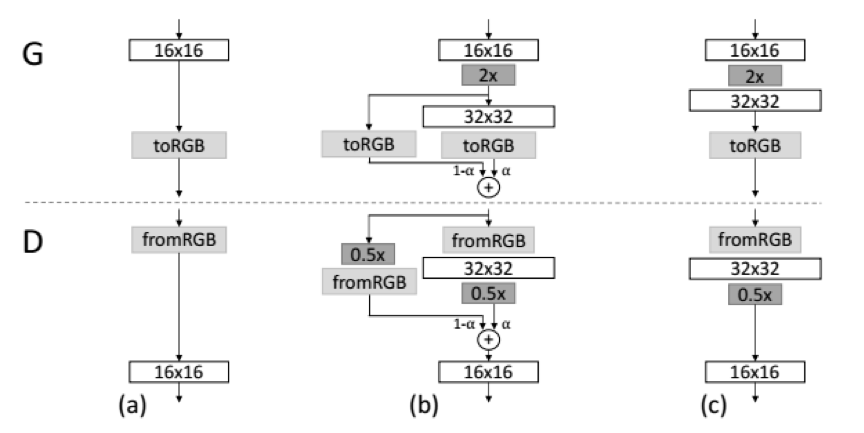 G
16x16
16x16
16x16
2x
2x
32x32
32x32
toRGB
toRGB
toRGB
toRGB
1-α
α
+
D
fromRGB
fromRGB
fromRGB
0.5x
32x32
32x32
fromRGB
0.5x
0.5x
1-α
α
+
16x16
16x16
16x16
(a)
(b)
(c)